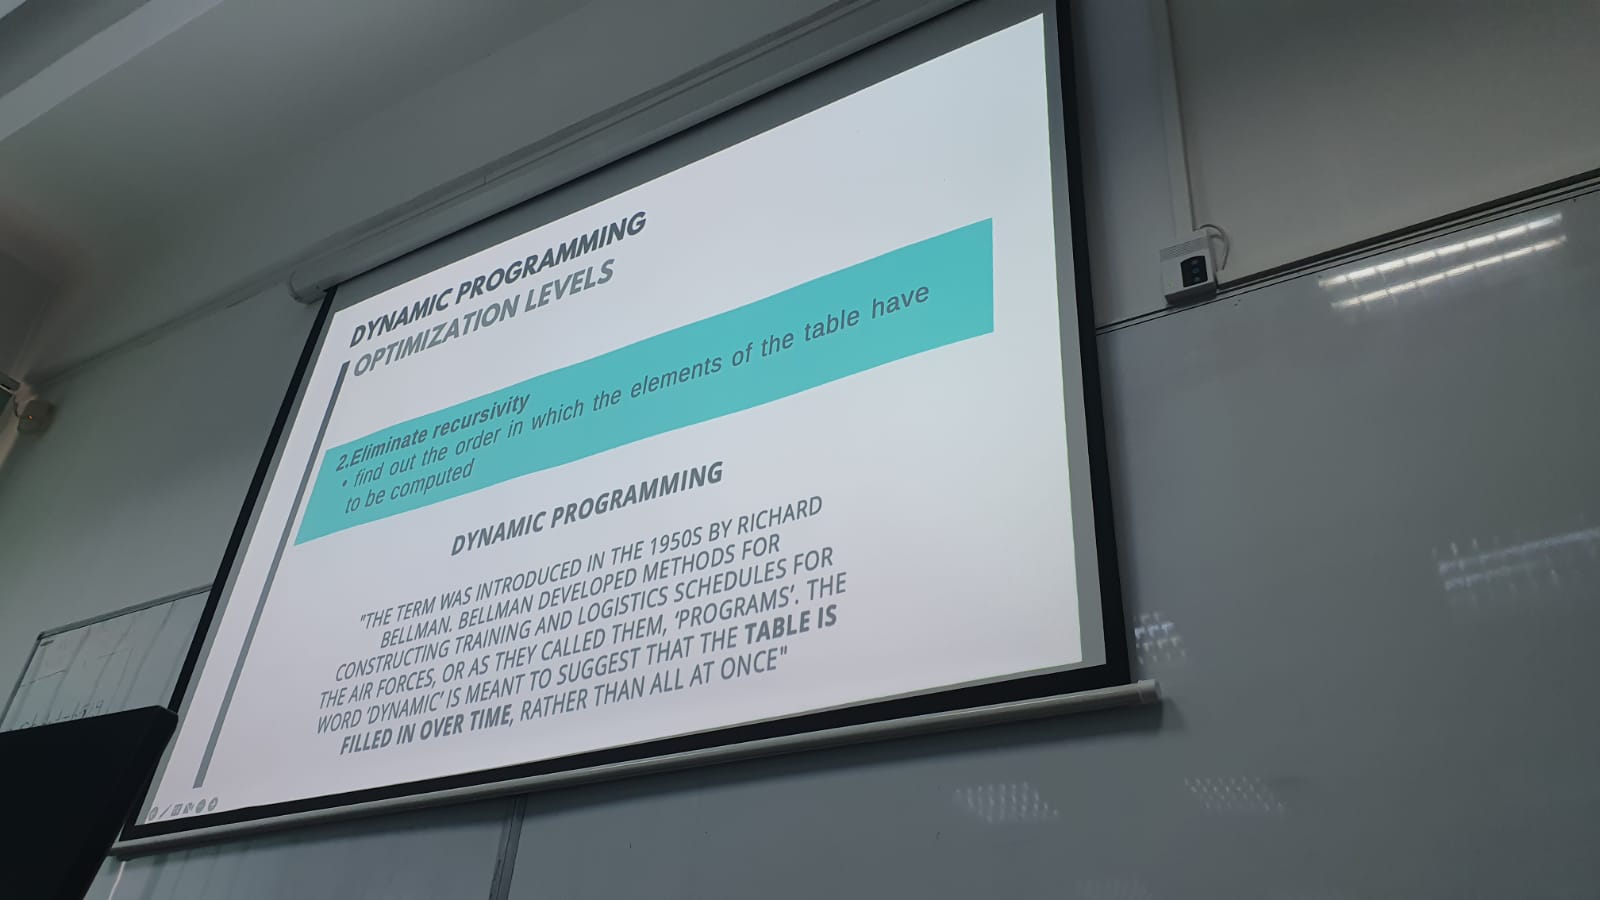 DYNAMIC PROGRAMMING
OPTIMIZATION LEVELS
2.Eliminate recursivity
• find out the order in which the elements of the table have
to be computed
DYNAMIC PROGRAMMING
"THE TERM WAS INTRODUCED IN THE 1950S BY RICHARD
BELLMAN. BELLMAN DEVELOPED METHODS FOR
CONSTRUCTING TRAINING AND LOGISTICS SCHEDULES FOR
THE AIR FORCES, OR AS THEY CALLED THEM, ‘PROGRAMS’. THE
WORD ‘DYNAMIC’ IS MEANT TO SUGGEST THAT THE TABLE IS
FILLED IN OVER TIME, RATHER THAN ALL AT ONCE"